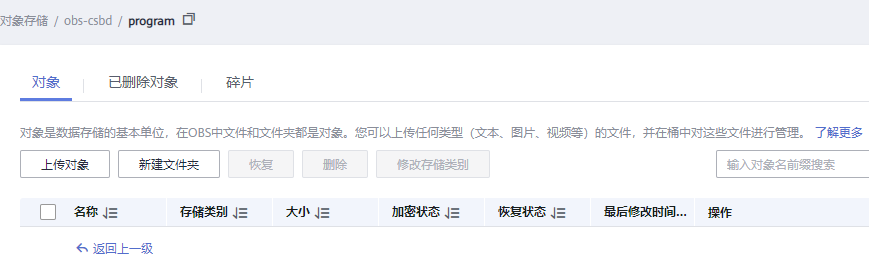 对象存储 / obs-csbd / program
对象 已删除对象 碎片
对象是数据存储的基本单位，在OBS中文件和文件夹都是对象。您可以上传任何类型（文本、图片、视频等）的文件，并在桶中对这些文件进行管理。 了解更多
上传对象 新建文件夹 恢复 删除 修改存储类别 输入对象名前缀搜索
名称 存储类别 大小 加密状态 恢复状态 最后修改时间... 操作
返回上一级